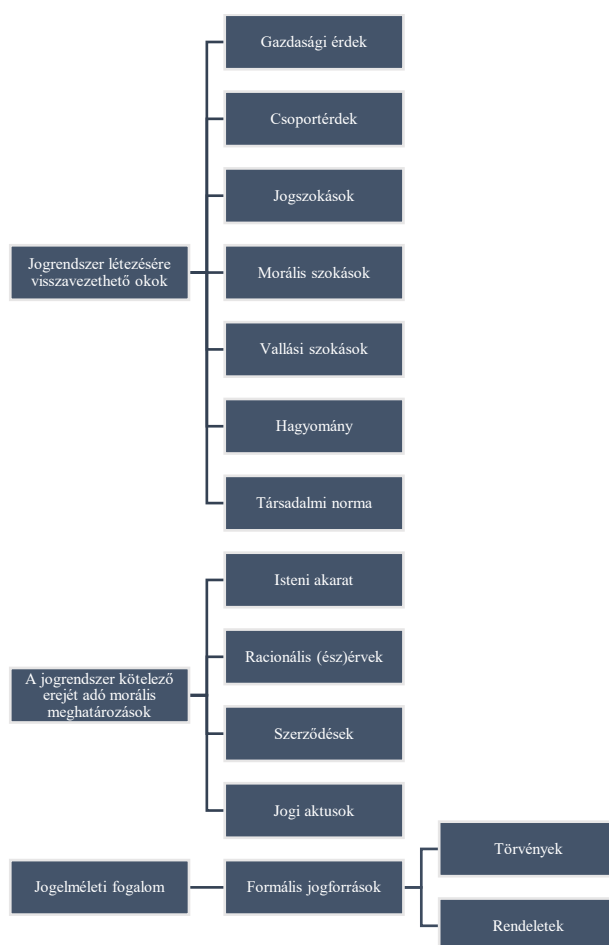 Jogrendszer létezésére
visszavezethető okok
Gazdasági érdek
Csoportérdek
Jogszokások
Morális szokások
Vallási szokások
Hagyomány
Társadalmi norma
A jogrendszer kötelező
erejét adó morális
meghatározások
Isteni akarat
Racionális (ész)érvek
Szerződések
Jogi aktusok
Jogelméleti fogalom
Formális jogforrások
Törvények
Rendeletek